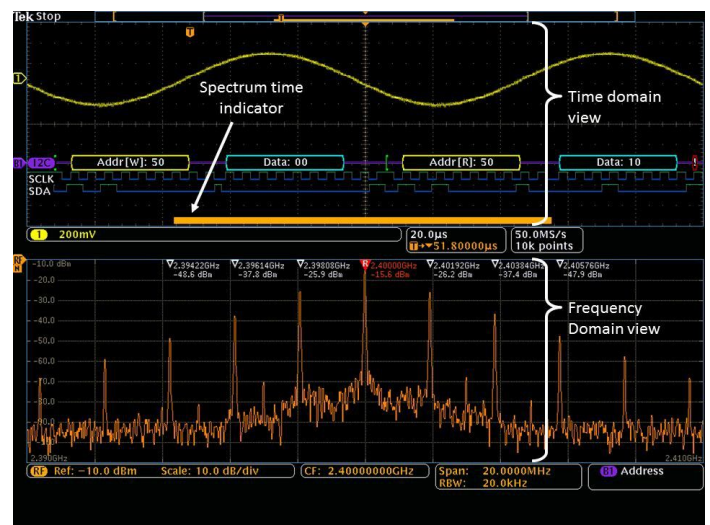 Tek Stop
T
T
1
Spectrum time
indicator
Time domain
view
B1 I2C Addr[W]: 50 Data: 00 Addr[R]: 50 Data: 10 !
SCLK
SDA
1 200mV
20.0µs
T→▼51.80000µs
50.0MS/s
10k points
RF
-10.0 dBm
2.39422GHz 2.39614GHz 2.39808GHz R 2.40000GHz 2.40192GHz 2.40384GHz 2.40576GHz
-48.6 dBm -37.8 dBm -25.9 dBm -15.6 dBm -26.2 dBm -37.4 dBm -47.9 dBm
-20.0
-30.0
Frequency
Domain view
-40.0
-50.0
-60.0
-70.0
-80.0
2.390GHz 2.410GHz
RF Ref: -10.0 dBm Scale: 10.0 dB/div
CF: 2.40000000GHz
Span: 20.0000MHz
RBW: 20.0kHz
B1 Address